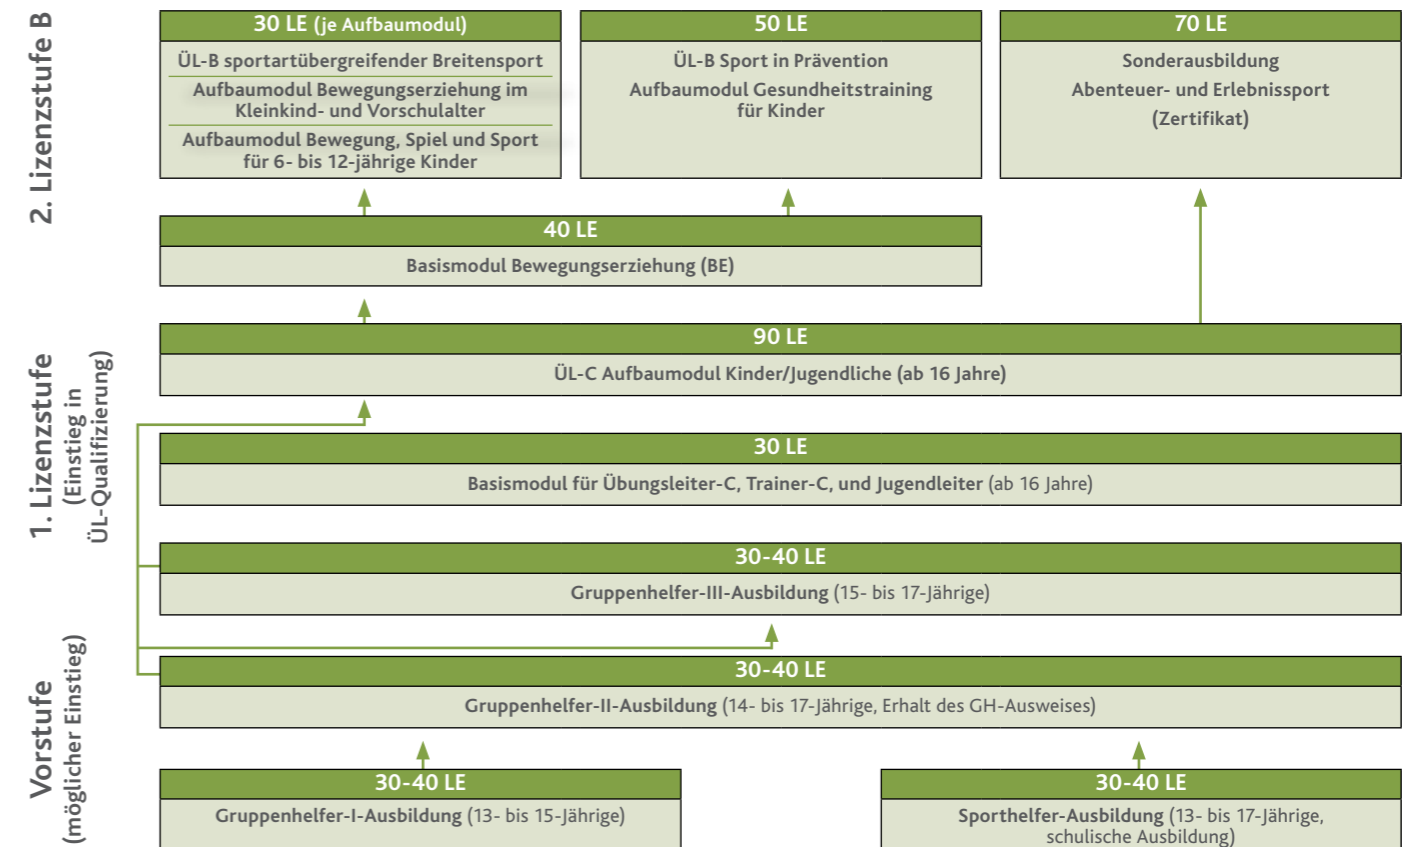 2. Lizenzstufe B
30 LE (je Aufbaumodul)
ÜL-B sportartübergreifender Breitensport
Aufbaumodul Bewegungserziehung im
Kleinkind- und Vorschulalter
Aufbaumodul Bewegung, Spiel und Sport
für 6- bis 12-jährige Kinder
50 LE
ÜL-B Sport in Prävention
Aufbaumodul Gesundheitstraining
für Kinder
70 LE
Sonderausbildung
Abenteuer- und Erlebnissport
(Zertifikat)
40 LE
Basismodul Bewegungserziehung (BE)
1. Lizenzstufe
(Einstieg in
ÜL-Qualifizierung)
90 LE
ÜL-C Aufbaumodul Kinder/Jugendliche (ab 16 Jahre)
30 LE
Basismodul für Übungsleiter-C, Trainer-C, und Jugendleiter (ab 16 Jahre)
30-40 LE
Gruppenhelfer-III-Ausbildung (15- bis 17-Jährige)
Vorstufe
(möglicher Einstieg)
30-40 LE
Gruppenhelfer-II-Ausbildung (14- bis 17-Jährige, Erhalt des GH-Ausweises)
30-40 LE
Gruppenhelfer-I-Ausbildung (13- bis 15-Jährige)
30-40 LE
Sporthelfer-Ausbildung (13- bis 17-Jährige,
schulische Ausbildung)